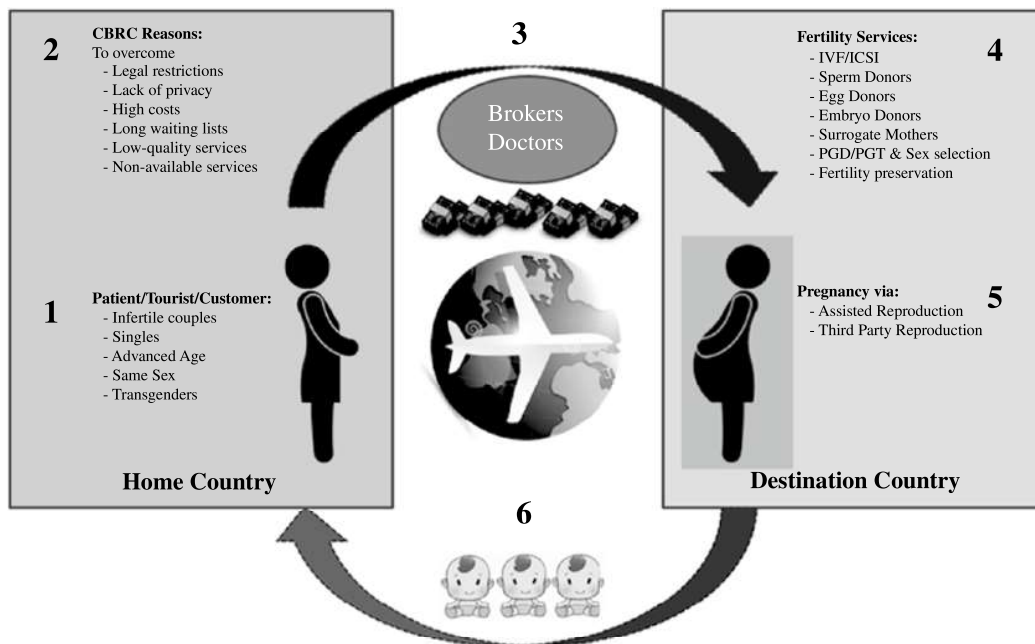 2
CBRC Reasons:
To overcome
- Legal restrictions
- Lack of privacy
- High costs
- Long waiting lists
- Low-quality services
- Non-available services
1
Patient/Tourist/Customer:
- Infertile couples
- Singles
- Advanced Age
- Same Sex
- Transgenders
Home Country
3
Brokers
Doctors
4
Fertility Services:
- IVF/ICSI
- Sperm Donors
- Egg Donors
- Embryo Donors
- Surrogate Mothers
- PGD/PGT & Sex selection
- Fertility preservation
5
Pregnancy via:
- Assisted Reproduction
- Third Party Reproduction
Destination Country
6